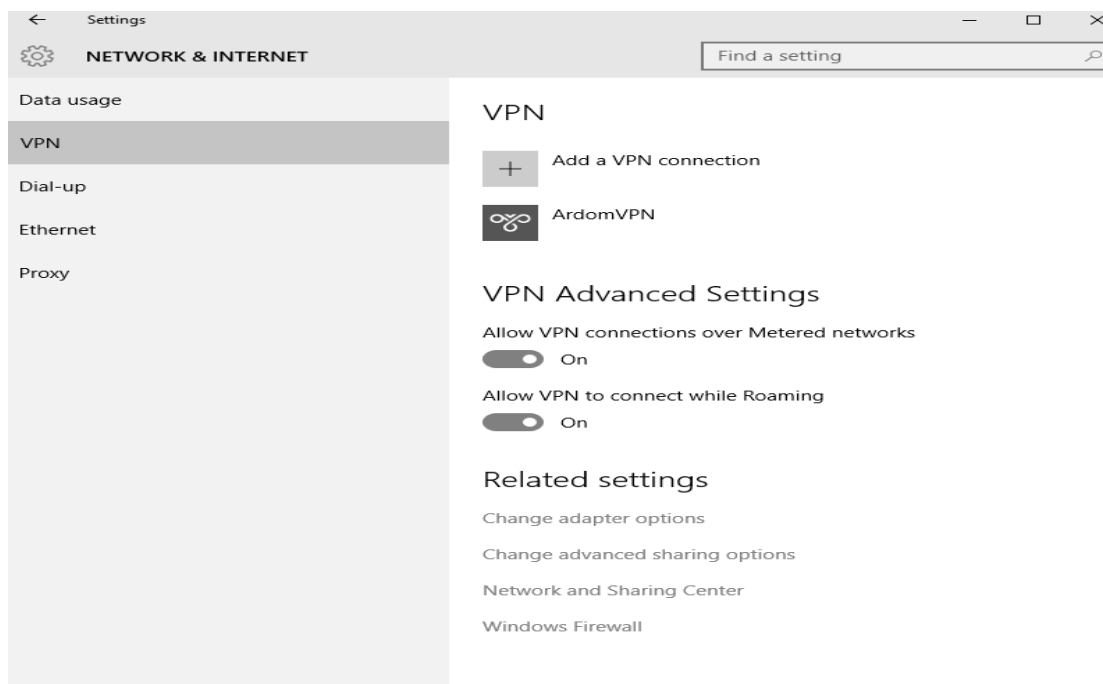 Settings
NETWORK & INTERNET
Find a setting
Data usage
VPN
Dial-up
Ethernet
Proxy
VPN
Add a VPN connection
ArdomVPN
VPN Advanced Settings
Allow VPN connections over Metered networks
On
Allow VPN to connect while Roaming
On
Related settings
Change adapter options
Change advanced sharing options
Network and Sharing Center
Windows Firewall